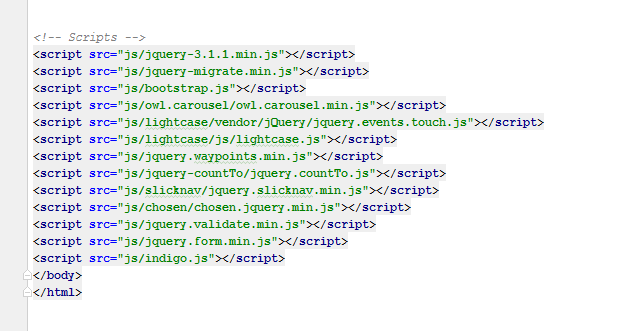 <!-- Scripts -->
<script src="js/jquery-3.1.1.min.js"></script>
<script src="js/jquery-migrate.min.js"></script>
<script src="js/bootstrap.js"></script>
<script src="js/owl.carousel/owl.carousel.min.js"></script>
<script src="js/lightcase/vendor/jQuery/jquery.events.touch.js"></script>
<script src="js/lightcase/js/lightcase.js"></script>
<script src="js/jquery.waypoints.min.js"></script>
<script src="js/jquery-countTo/jquery.countTo.js"></script>
<script src="js/slicknav/jquery.slicknav.min.js"></script>
<script src="js/chosen/chosen.jquery.min.js"></script>
<script src="js/jquery.validate.min.js"></script>
<script src="js/jquery.form.min.js"></script>
<script src="js/indigo.js"></script>
</body>
</html>